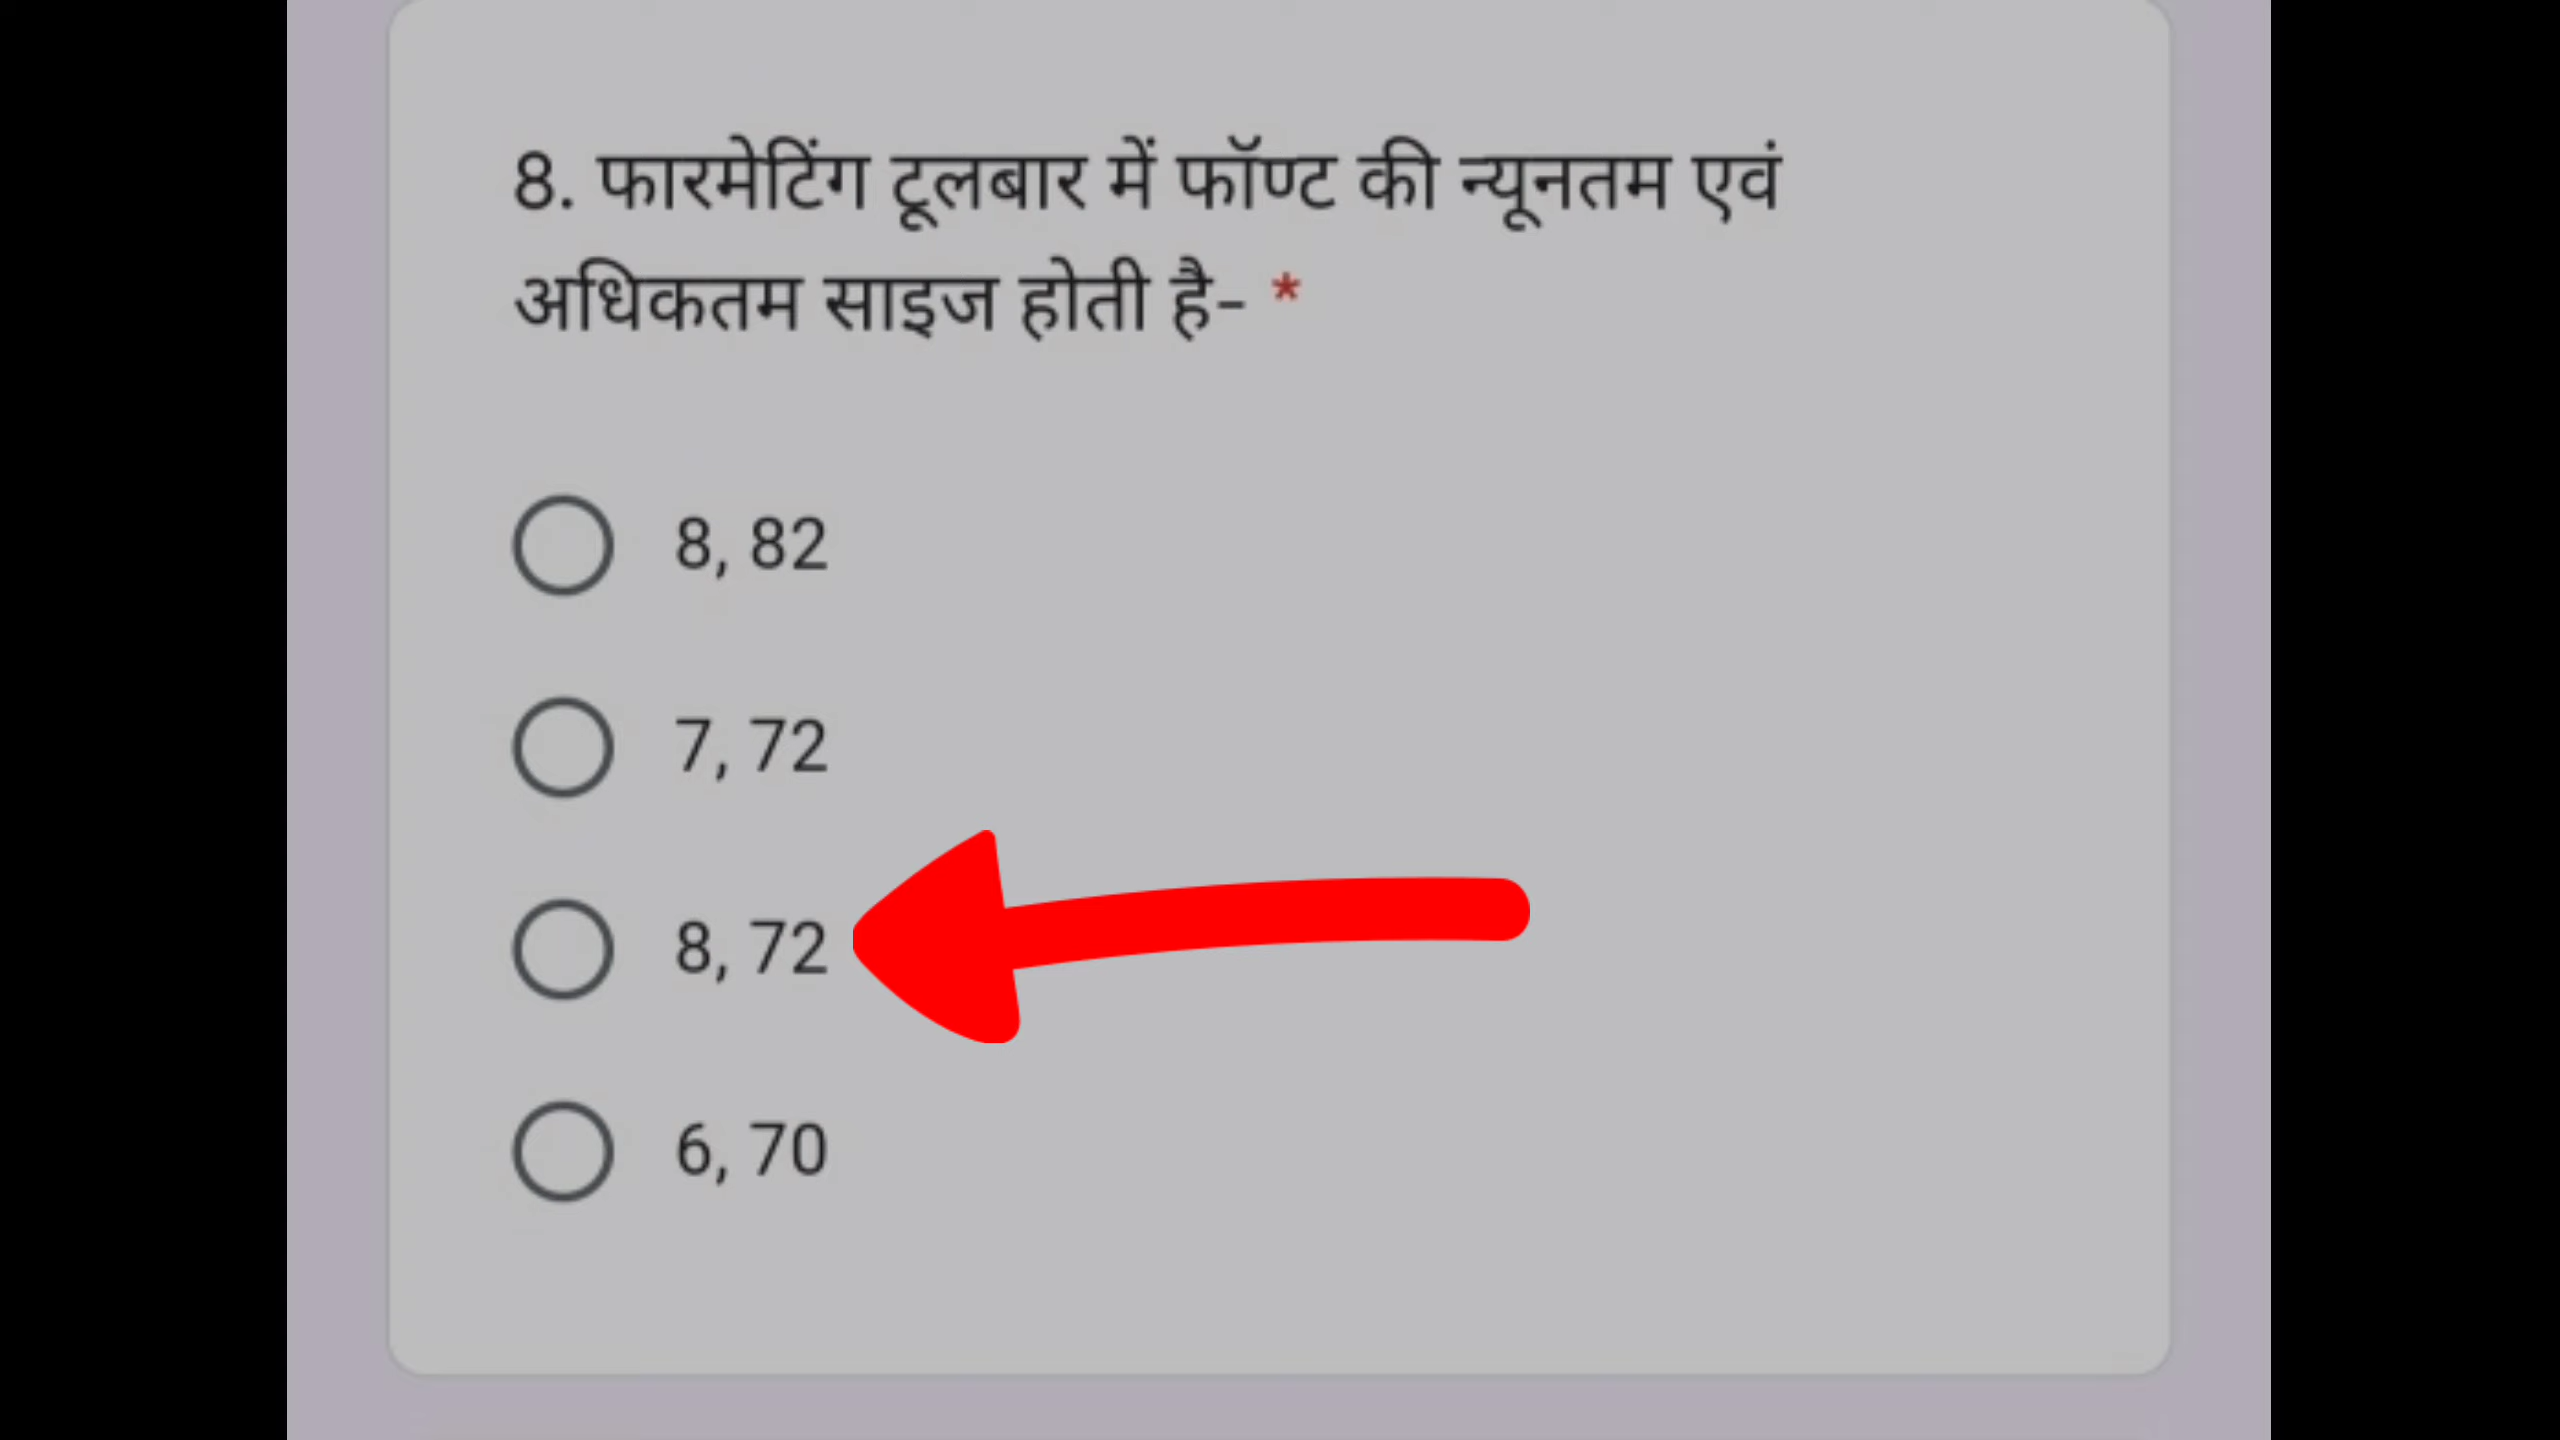 8. फारमेटिंग टूलबार में फॉण्ट की न्यूनतम एवं
अधिकतम साइज होती है- *
8, 82
7, 72
8, 72
6, 70